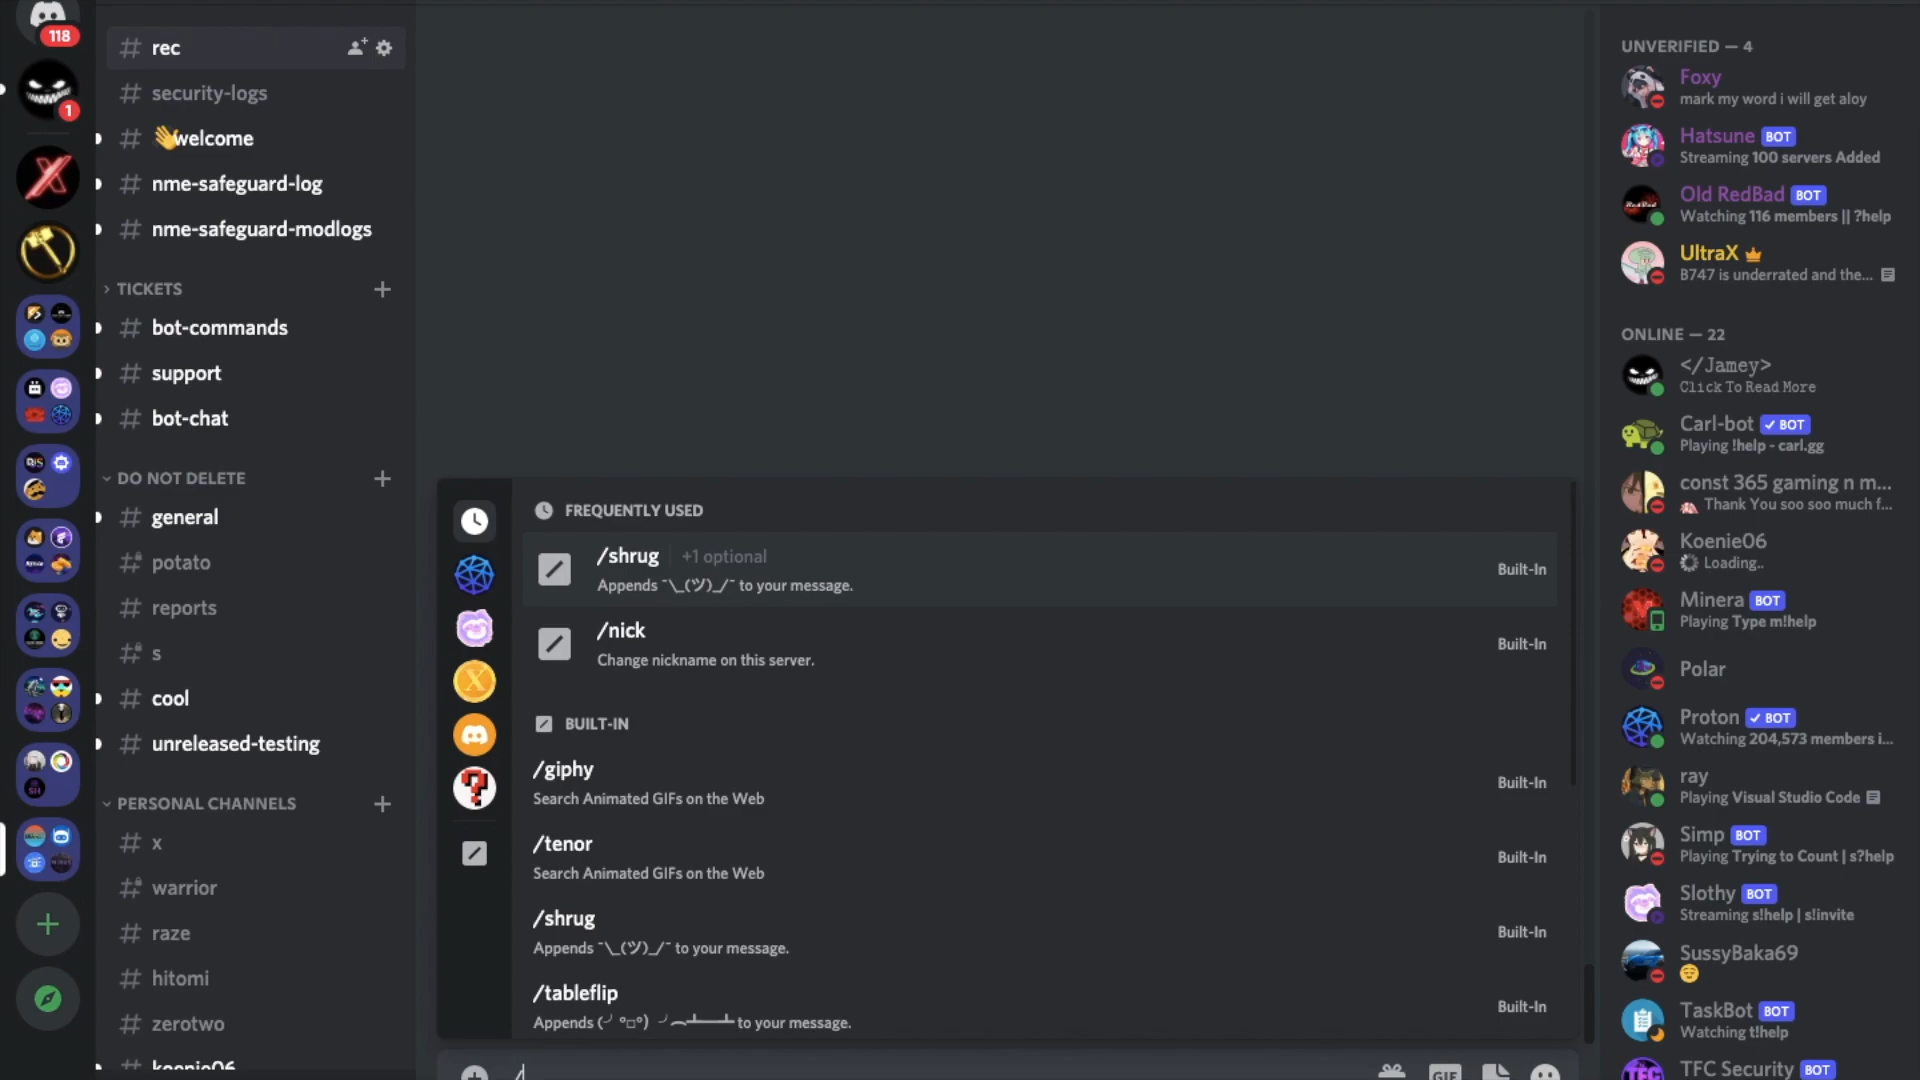 118
rec
1
security-logs
👋welcome
nme-safeguard-log
nme-safeguard-modlogs
TICKETS
bot-commands
support
bot-chat
DO NOT DELETE
general
potato
reports
s
cool
unreleased-testing
PERSONAL CHANNELS
x
warrior
raze
hitomi
zerotwo
koenie06
FREQUENTLY USED
/shrug +1 optional
Appends ¯\_(ツ)_/¯ to your message.
Built-In
/nick
Change nickname on this server.
Built-In
BUILT-IN
/giphy
Search Animated GIFs on the Web
Built-In
/tenor
Search Animated GIFs on the Web
Built-In
/shrug
Appends ¯\_(ツ)_/¯ to your message.
Built-In
/tableflip
Appends (╯°□°)╯︵┻━┻ to your message.
Built-In
/
GIF
UNVERIFIED — 4
Foxy
mark my word i will get aloy
Hatsune BOT
Streaming 100 servers Added
Old RedBad BOT
Watching 116 members || ?help
UltraX
B747 is underrated and the...
ONLINE — 22
</Jamey>
Click To Read More
Carl-bot ✓ BOT
Playing !help - carl.gg
const 365 gaming n m...
Thank You soo soo much f...
Koenie06
Loading..
Minera BOT
Playing Type m!help
Polar
Proton ✓ BOT
Watching 204,573 members i...
ray
Playing Visual Studio Code
Simp BOT
Playing Trying to Count | s?help
Slothy BOT
Streaming s!help | s!invite
SussyBaka69
😌
TaskBot BOT
Watching t!help
TFC Security BOT
TFC